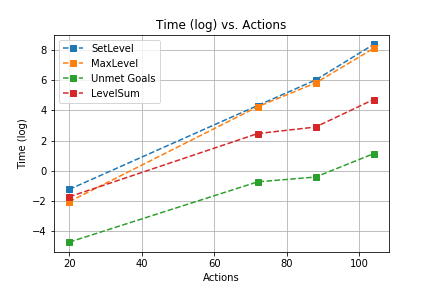 Time (log) vs. Actions
SetLevel
MaxLevel
Unmet Goals
LevelSum
8
6
4
2
0
−2
−4
Time (log)
20
40
60
80
100
Actions